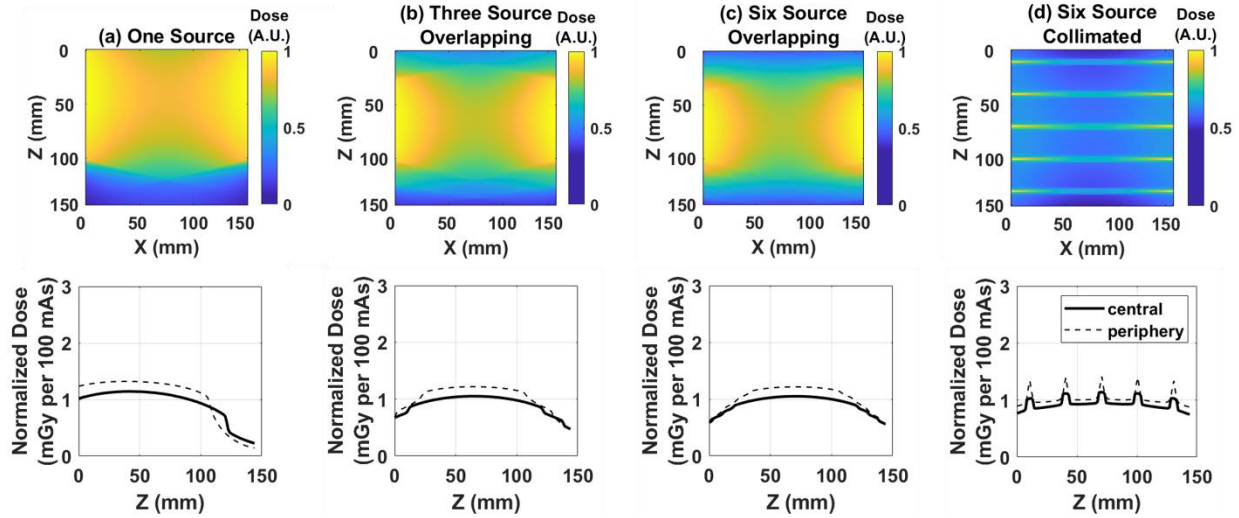 (a) One Source
Dose
(A.U.)
0
50
100
150
Z (mm)
0
50
100
150
X (mm)
1
0.5
0
(b) Three Source
Overlapping
Dose
(A.U.)
0
50
100
150
Z (mm)
0
50
100
150
X (mm)
1
0.5
0
(c) Six Source
Overlapping
Dose
(A.U.)
0
50
100
150
Z (mm)
0
50
100
150
X (mm)
1
0.5
0
(d) Six Source
Collimated
Dose
(A.U.)
0
50
100
150
Z (mm)
0
50
100
150
X (mm)
1
0.5
0
Normalized Dose
(mGy per 100 mAs)
3
2
1
0
0
50
100
150
Z (mm)
Normalized Dose
(mGy per 100 mAs)
3
2
1
0
0
50
100
150
Z (mm)
Normalized Dose
(mGy per 100 mAs)
3
2
1
0
0
50
100
150
Z (mm)
Normalized Dose
(mGy per 100 mAs)
3
2
1
0
0
50
100
150
Z (mm)
central
periphery